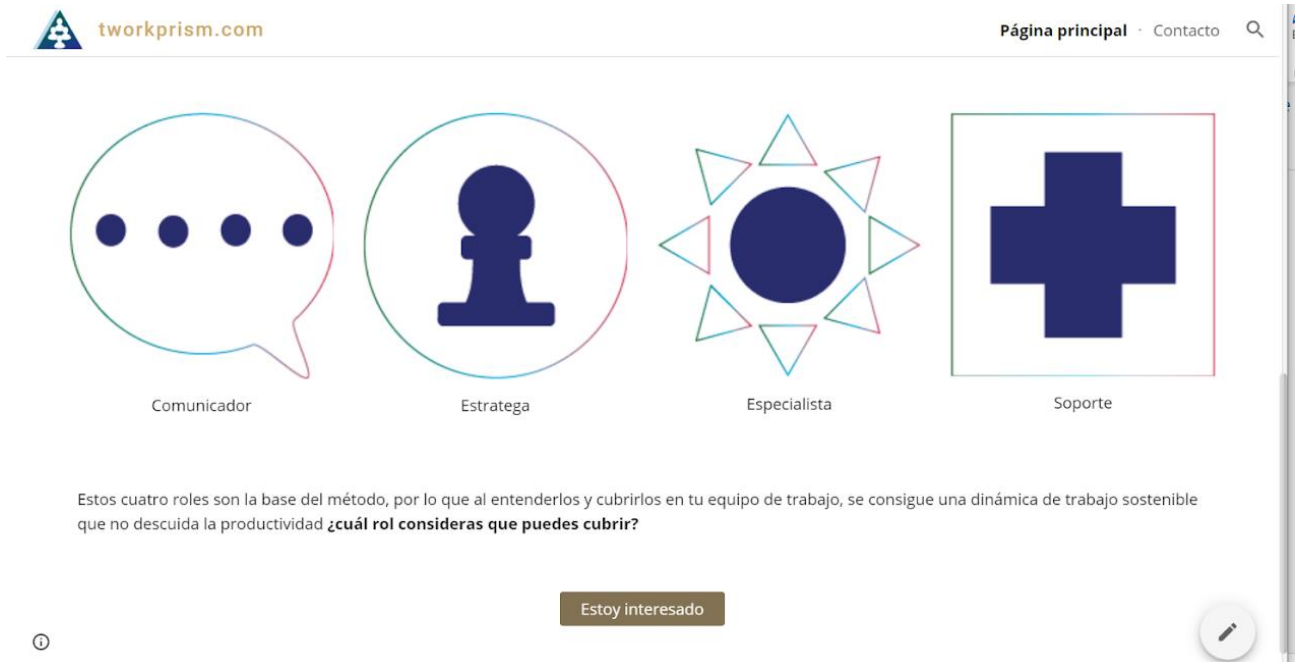 tworkprism.com
Página principal · Contacto
Comunicador
Estratega
Especialista
Soporte
Estos cuatro roles son la base del método, por lo que al entenderlos y cubrirlos en tu equipo de trabajo, se consigue una dinámica de trabajo sostenible
que no descuida la productividad ¿cuál rol consideras que puedes cubrir?
Estoy interesado